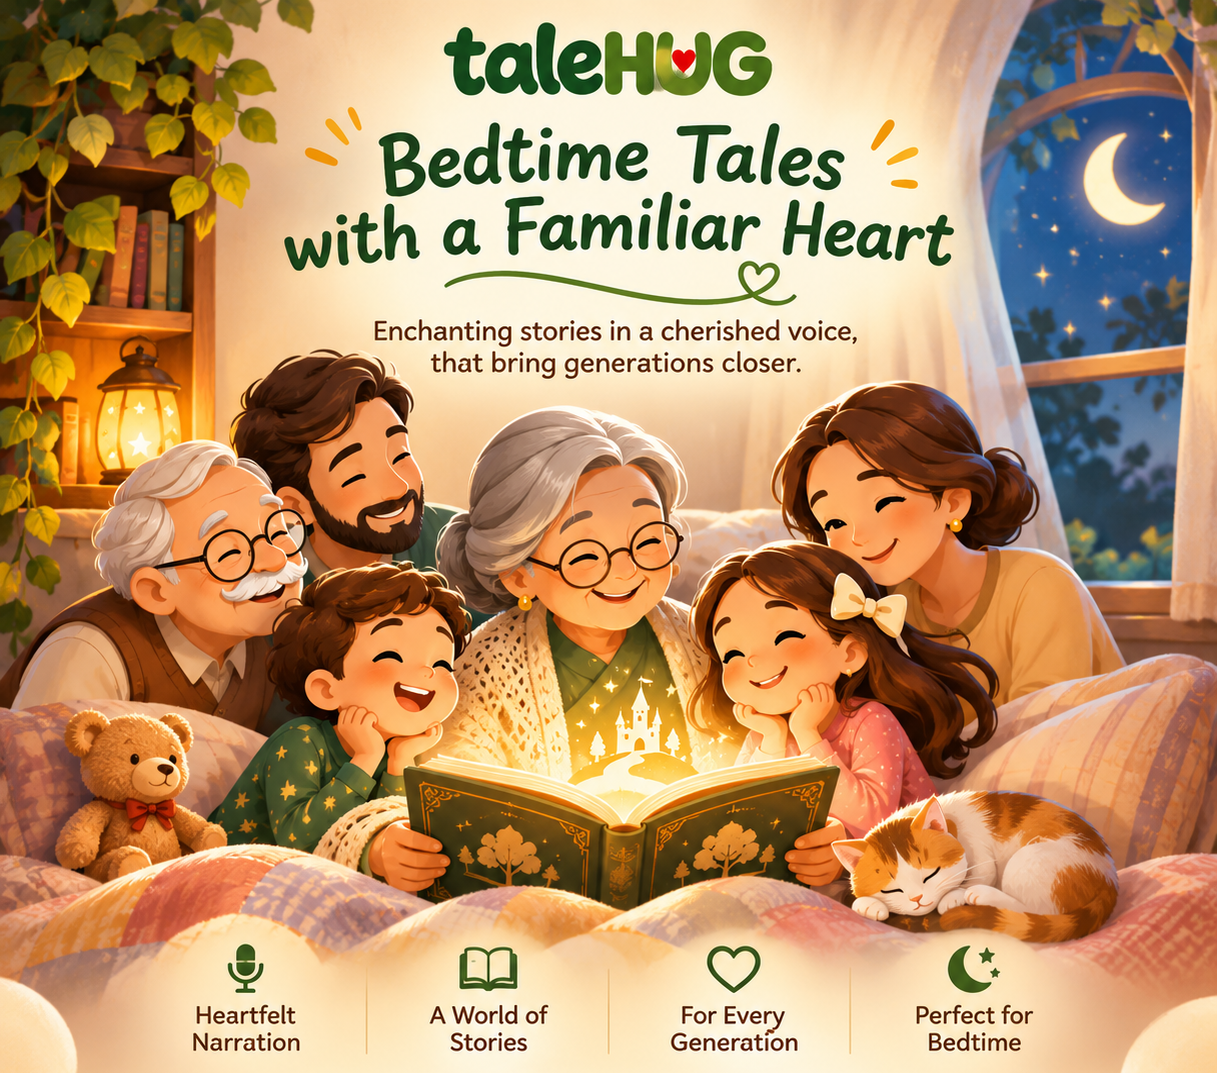 taleHUG
Bedtime Tales
with a Familiar Heart
Enchanting stories in a cherished voice,
that bring generations closer.
Heartfelt
Narration
A World of
Stories
For Every
Generation
Perfect for
Bedtime